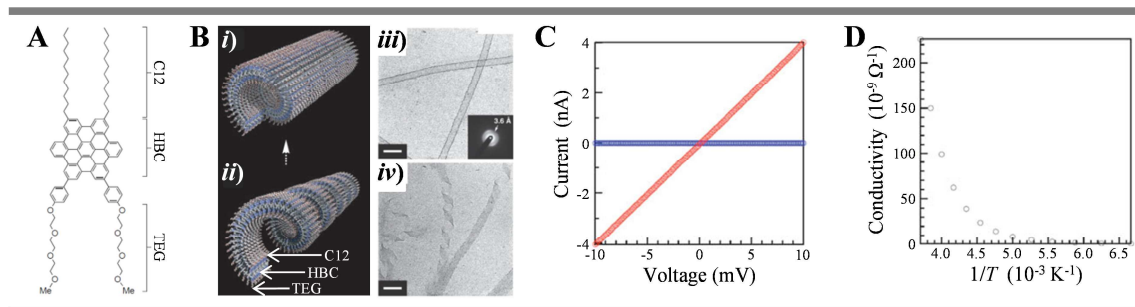 A
C12
HBC
TEG
O
O
O
O
O
O
O
O
Me
Me
B
i)
ii)
C12
HBC
TEG
iii)
3.6 Å
iv)
C
Current (nA)
4
2
0
-2
-4
-10
-5
0
5
10
Voltage (mV)
D
Conductivity (10⁻⁹ Ω⁻¹)
200
150
100
50
0
4.0
4.5
5.0
5.5
6.0
6.5
1/T (10⁻³ K⁻¹)